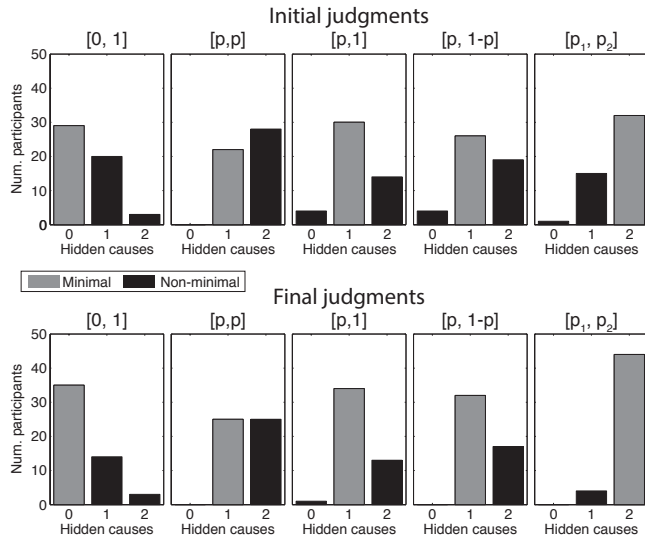 Initial judgments
[0, 1]
[p,p]
[p,1]
[p, 1-p]
[p₁, p₂]
Num. participants
50
40
30
20
10
0
0 1 2
0 1 2
0 1 2
0 1 2
0 1 2
Hidden causes
Hidden causes
Hidden causes
Hidden causes
Hidden causes
Minimal
Non-minimal
Final judgments
[0, 1]
[p,p]
[p,1]
[p, 1-p]
[p₁, p₂]
Num. participants
50
40
30
20
10
0
0 1 2
0 1 2
0 1 2
0 1 2
0 1 2
Hidden causes
Hidden causes
Hidden causes
Hidden causes
Hidden causes